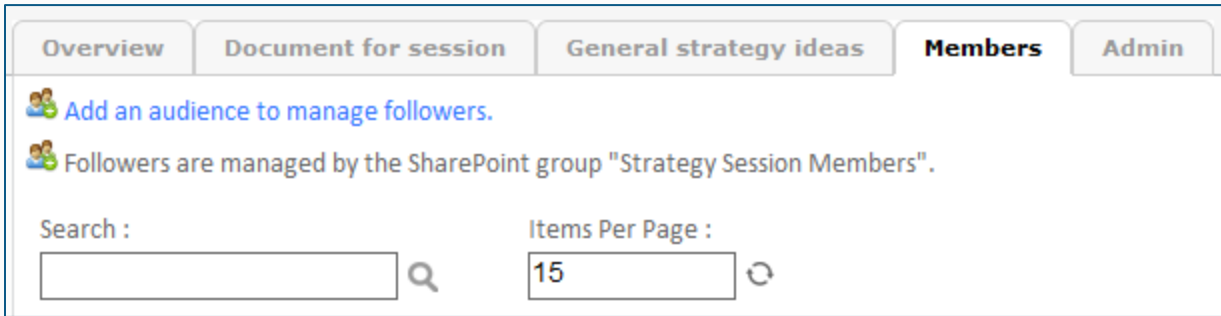 Overview Document for session General strategy ideas Members Admin
Add an audience to manage followers.
Followers are managed by the SharePoint group "Strategy Session Members".
Search : Items Per Page :
15